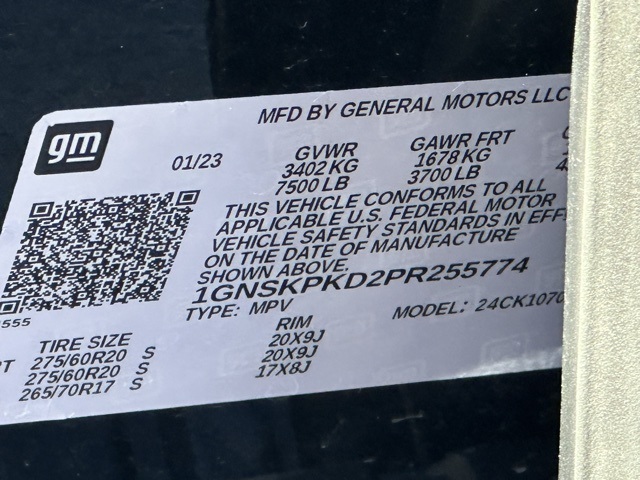 MFD BY GENERAL MOTORS LLC
gm
01/23
GVWR
3402 KG
7500 LB
GAWR FRT
1678 KG
3700 LB
THIS VEHICLE CONFORMS TO ALL
APPLICABLE U.S. FEDERAL MOTOR
VEHICLE SAFETY STANDARDS IN EFF
ON THE DATE OF MANUFACTURE
SHOWN ABOVE.
1GNSKPKD2PR255774
TYPE: MPV
MODEL: 24CK1070
TIRE SIZE
RIM
275/60R20 S
20X9J
275/60R20 S
20X9J
265/70R17 S
17X8J